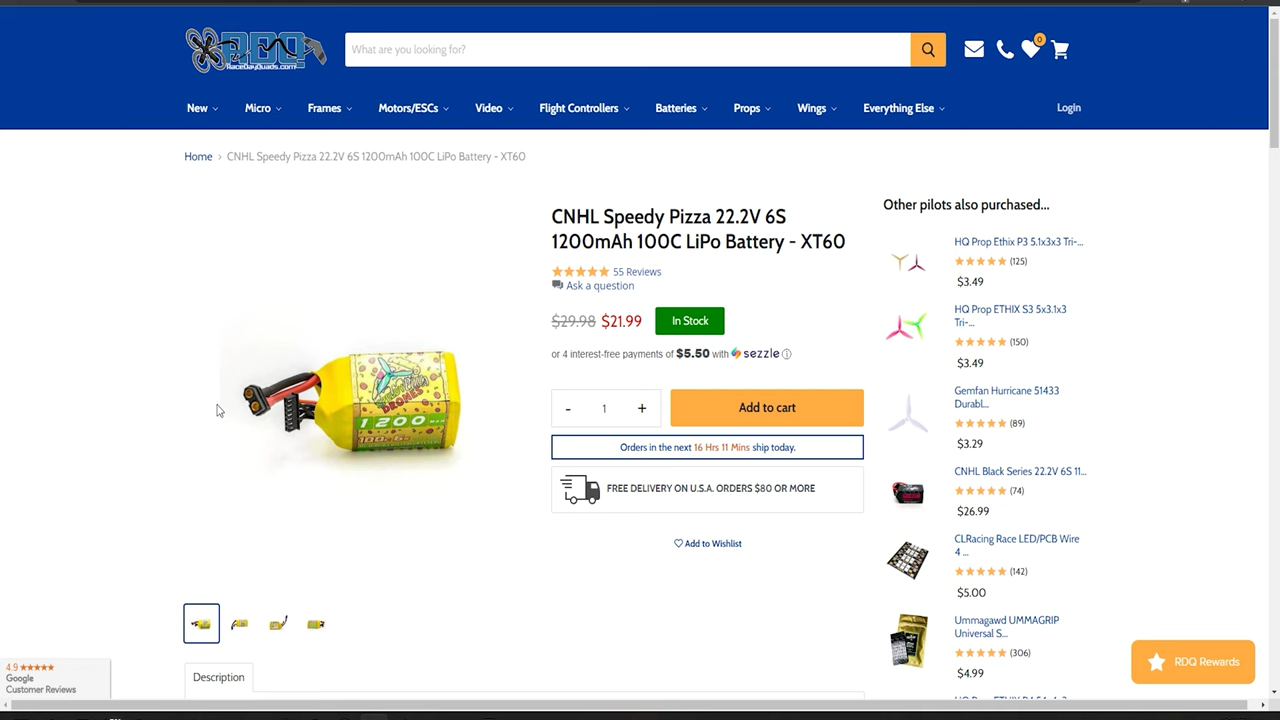 RDQ
RaceDayQuads.com
What are you looking for?
0
New
Micro
Frames
Motors/ESCs
Video
Flight Controllers
Batteries
Props
Wings
Everything Else
Login
Home › CNHL Speedy Pizza 22.2V 6S 1200mAh 100C LiPo Battery - XT60
CNHL Speedy Pizza 22.2V 6S
1200mAh 100C LiPo Battery - XT60
55 Reviews
Ask a question
$29.98 $21.99 In Stock
or 4 interest-free payments of $5.50 with sezzle
- 1 +
Add to cart
Orders in the next 16 Hrs 11 Mins ship today.
FREE DELIVERY ON U.S.A. ORDERS $80 OR MORE
Add to Wishlist
DRONES
1200
100C 6S
Other pilots also purchased...
HQ Prop Ethix P3 5.1x3x3 Tri-...
(125)
$3.49
HQ Prop ETHIX S3 5x3.1x3
Tri-...
(150)
$3.49
Gemfan Hurricane 51433
Durabl...
(89)
$3.29
CNHL Black Series 22.2V 6S 11...
(74)
$26.99
CLRacing Race LED/PCB Wire
4 ...
(142)
$5.00
Ummagawd UMMAGRIP
Universal S...
(306)
$4.99
RDQ Rewards
4.9
Google
Customer Reviews
Description